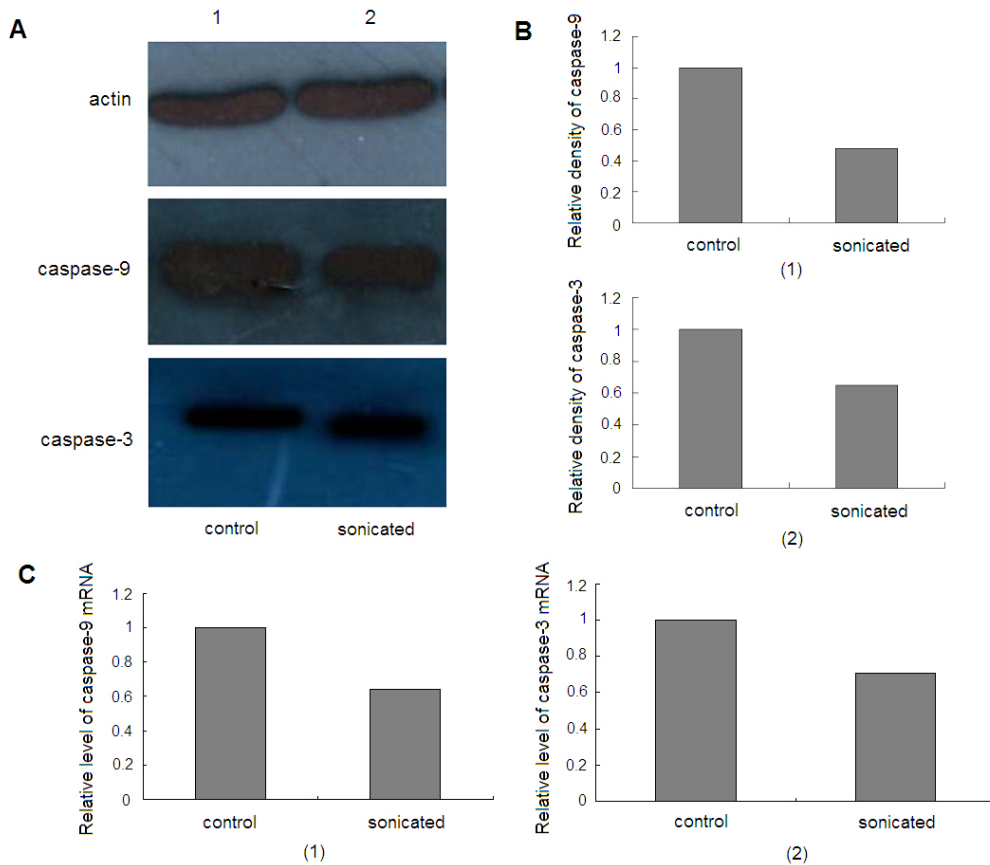 A
1 2
actin
caspase-9
caspase-3
control sonicated
B
Relative density of caspase-9
1.2
1
0.8
0.6
0.4
0.2
0
control sonicated
(1)
Relative density of caspase-3
1.2
1
0.8
0.6
0.4
0.2
0
control sonicated
(2)
C
Relative level of caspase-9 mRNA
1.2
1
0.8
0.6
0.4
0.2
0
control sonicated
(1)
Relative level of caspase-3 mRNA
1.2
1
0.8
0.6
0.4
0.2
0
control sonicated
(2)